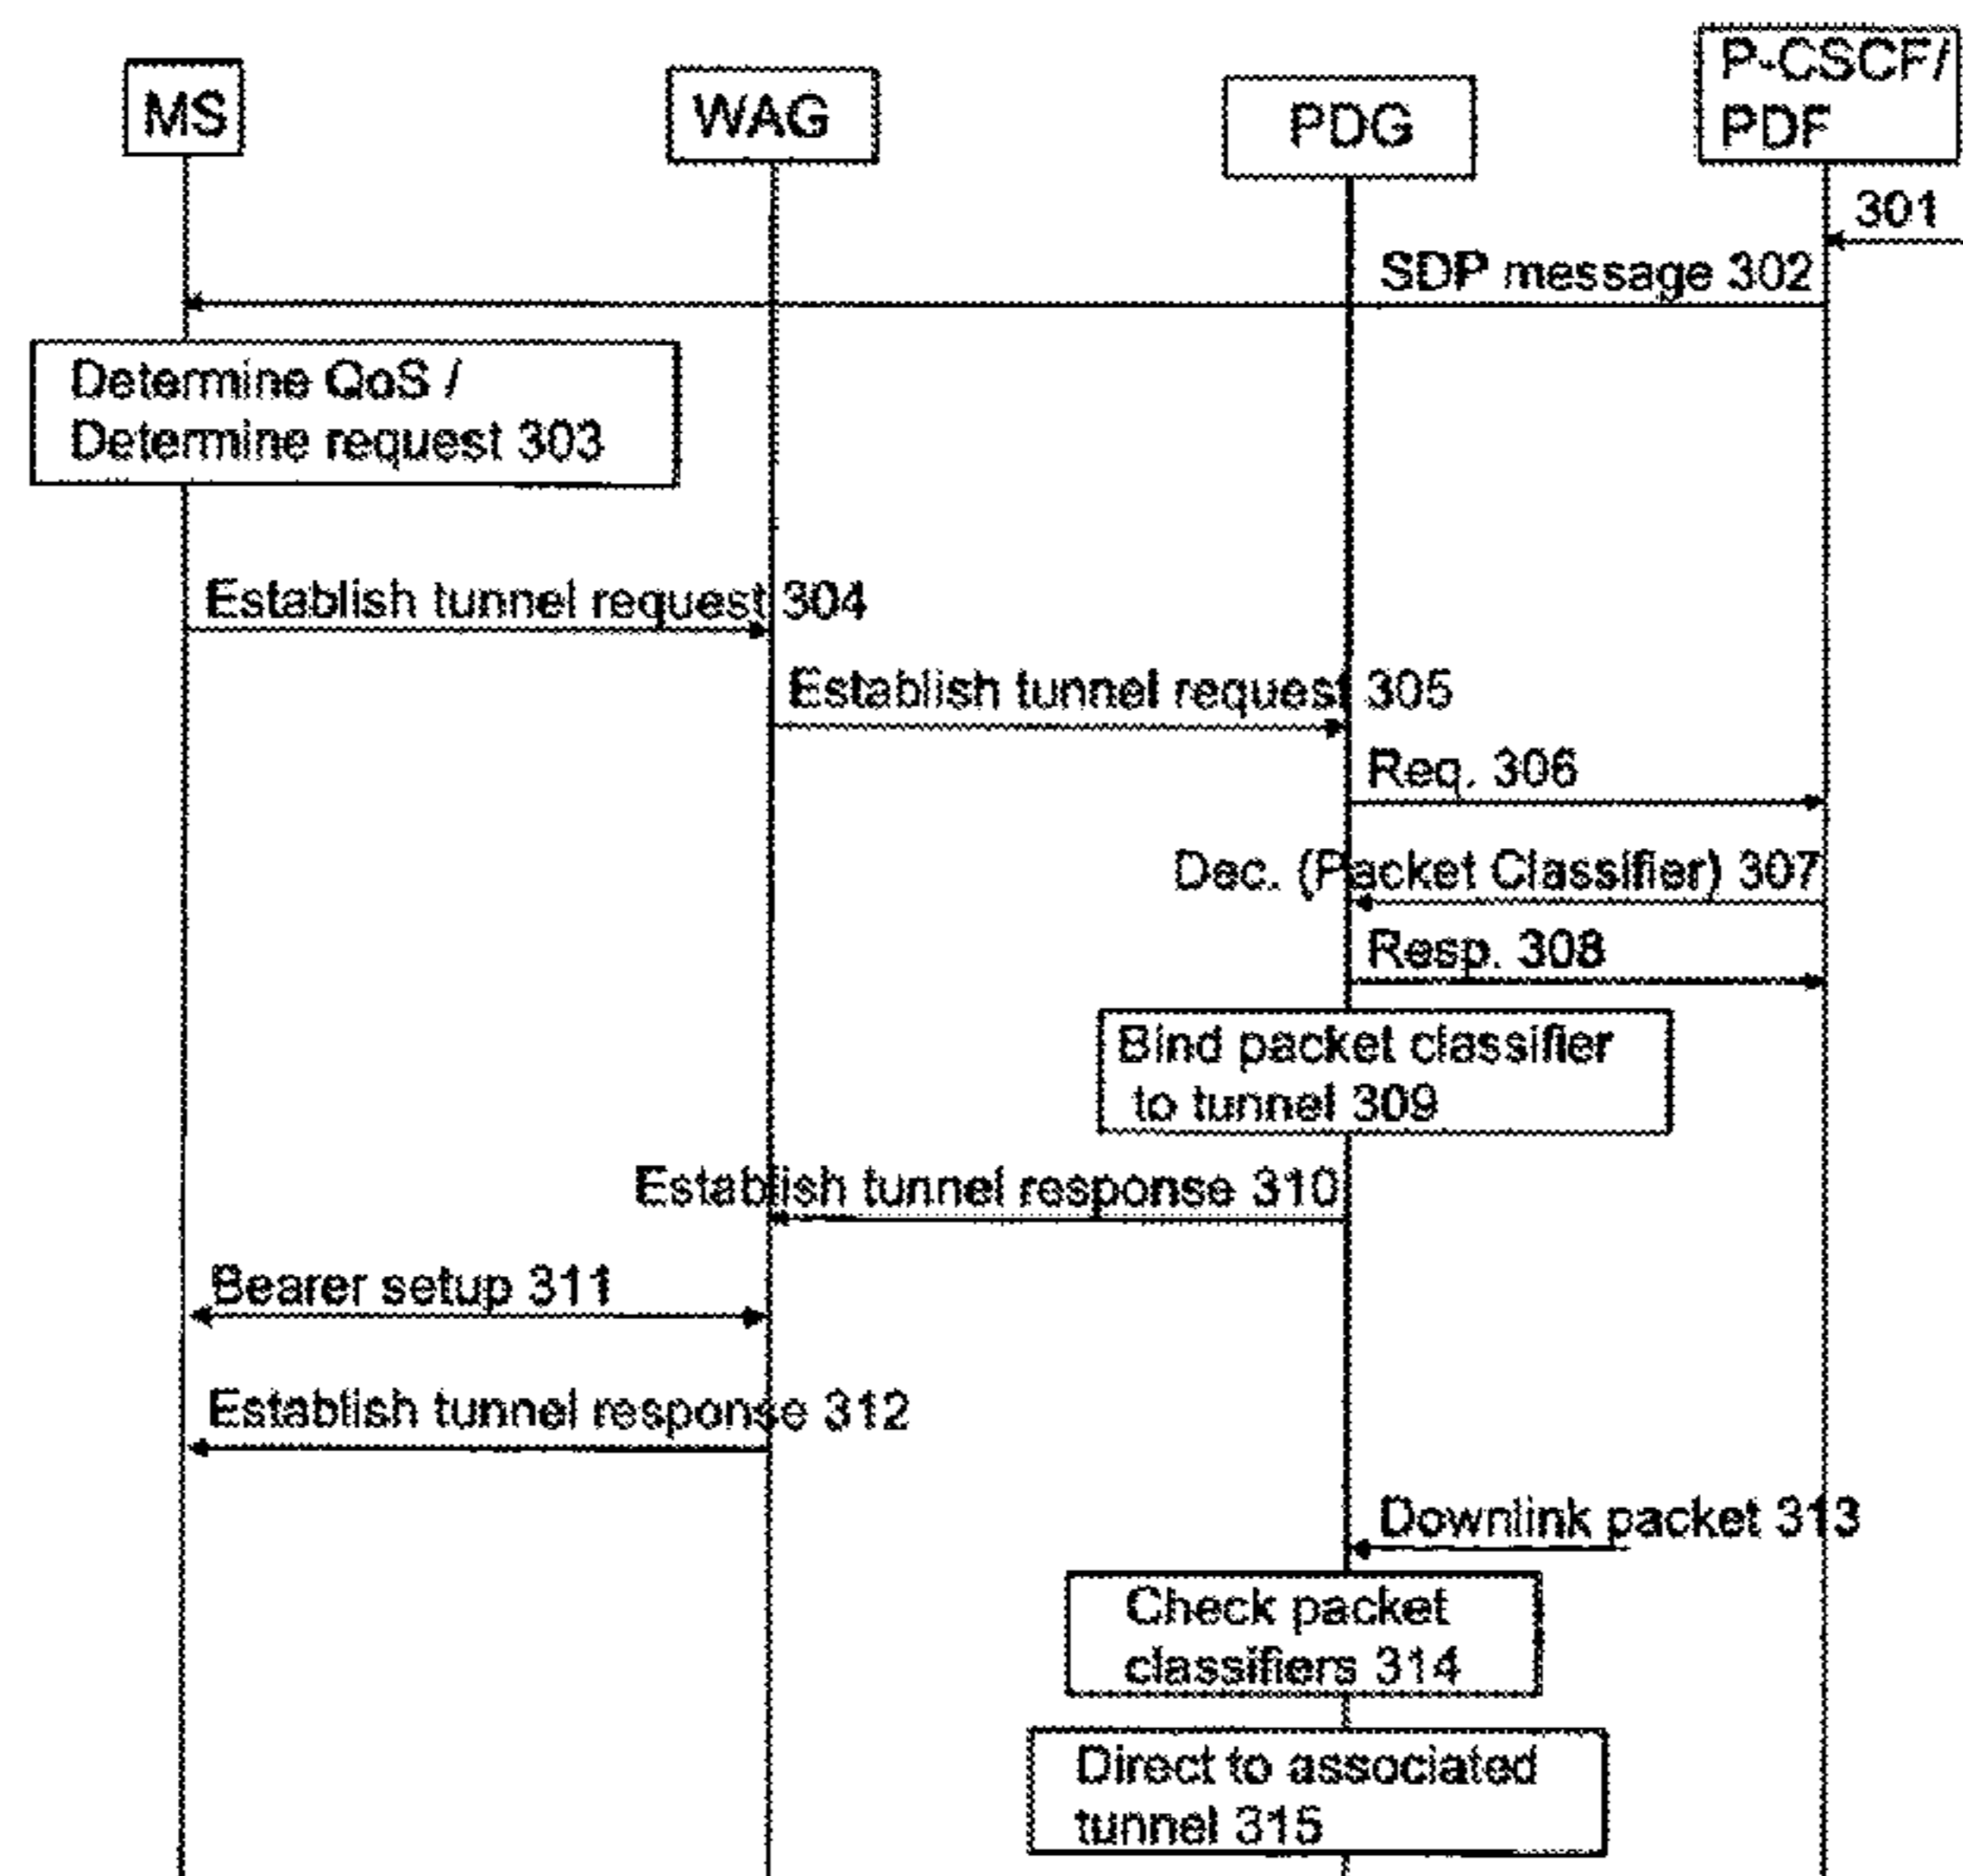 MS
WAG
PDG
P-CSCF/
PDF
301
SDP message 302
Determine QoS /
Determine request 303
Establish tunnel request 304
Establish tunnel request 305
Req. 306
Dec. (Packet Classifier) 307
Resp. 308
Bind packet classifier
to tunnel 309
Establish tunnel response 310
Bearer setup 311
Establish tunnel response 312
Downlink packet 313
Check packet
classifiers 314
Direct to associated
tunnel 315